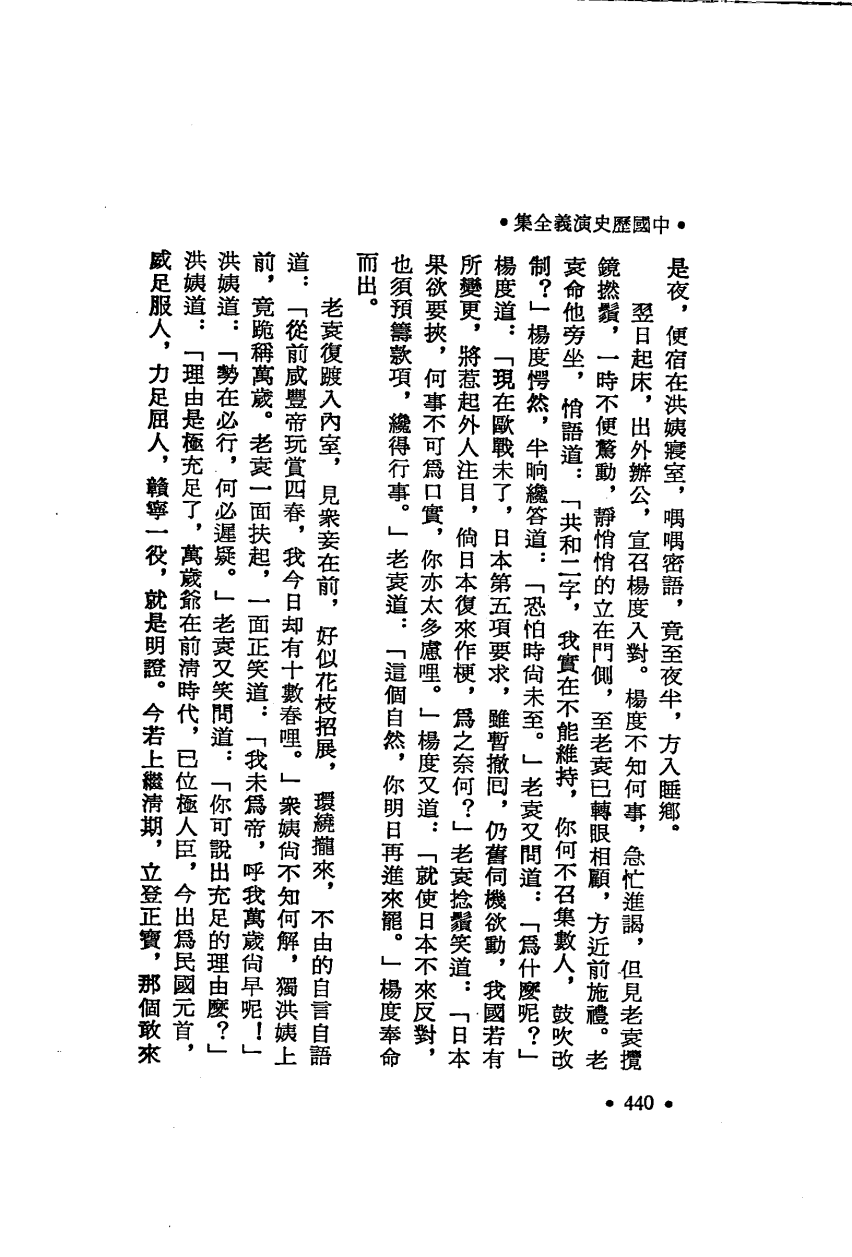 •中國歷史演義全集•
是夜，便宿在洪姨寢室，喁喁密語，竟至夜半，方入睡鄉。
翌日起床，出外辦公，宣召楊度入對。楊度不知何事，急忙進謁，但見老袁攬
鏡撚鬚，一時不便驚動，靜悄悄的立在門側，至老袁已轉眼相顧，方近前施禮。老
袁命他旁坐，悄語道：「共和二字，我實在不能維持，你何不召集數人，鼓吹改
制？」楊度愕然，半晌纔答道：「恐怕時尚未至。」老袁又問道：「爲什麼呢？」
楊度道：「現在歐戰未了，日本第五項要求，雖暫撤回，仍舊伺機欲動，我國若有
所變更，將惹起外人注目，倘日本復來作梗，爲之奈何？」老袁捻鬚笑道：「日本
果欲要挾，何事不可爲口實，你亦太多慮哩。」楊度又道：「就使日本不來反對，
也須預籌款項，纔得行事。」老袁道：「這個自然，你明日再進來罷。」楊度奉命
而出。
老袁復踱入內室，見衆妾在前，好似花枝招展，環繞攏來，不由的自言自語
道：「從前咸豐帝玩賞四春，我今日却有十數春哩。」衆姨尚不知何解，獨洪姨上
前，竟跪稱萬歲。老袁一面扶起，一面正笑道：「我未爲帝，呼我萬歲尚早呢！」
洪姨道：「勢在必行，何必遲疑。」老袁又笑問道：「你可說出充足的理由麼？」
洪姨道：「理由是極充足了，萬歲爺在前清時代，已位極人臣，今出爲民國元首，
威足服人，力足屈人，贛寧一役，就是明證。今若上繼清期，立登正寶，那個敢來
•440•